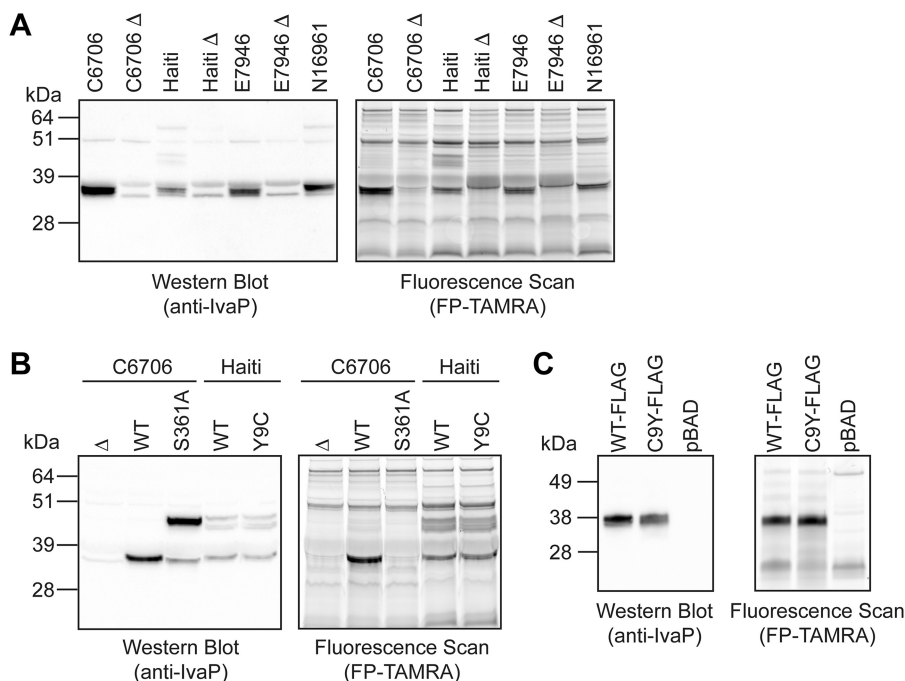 A
C6706
C6706 Δ
Haiti
Haiti Δ
E7946
E7946 Δ
N16961
C6706
C6706 Δ
Haiti
Haiti Δ
E7946
E7946 Δ
N16961
kDa
64
51
39
28
Western Blot
(anti-IvaP)
Fluorescence Scan
(FP-TAMRA)
B
C6706
Haiti
C6706
Haiti
Δ
WT
S361A
WT
Y9C
Δ
WT
S361A
WT
Y9C
kDa
64
51
39
28
Western Blot
(anti-IvaP)
Fluorescence Scan
(FP-TAMRA)
C
WT-FLAG
C9Y-FLAG
pBAD
WT-FLAG
C9Y-FLAG
pBAD
kDa
49
38
28
Western Blot
(anti-IvaP)
Fluorescence Scan
(FP-TAMRA)